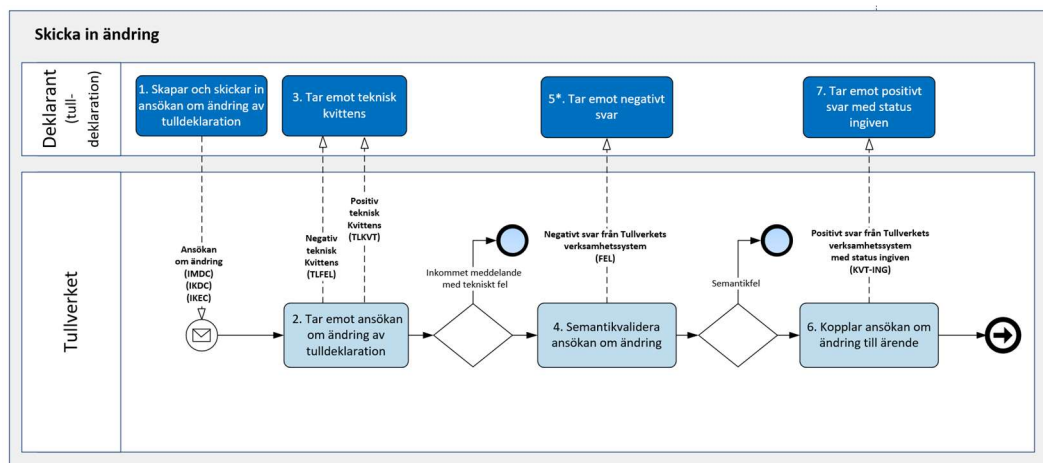 Skicka in ändring
Deklarant
(tull-
deklaration)
1. Skapar och skickar in
ansökan om ändring av
tulldeklaration
3. Tar emot teknisk
kvittens
5*. Tar emot negativt
svar
7. Tar emot positivt
svar med status
ingiven
Tullverket
Ansökan
om ändring
(IMDC)
(IKDC)
(IKEC)
Negativ
teknisk
Kvittens
(TLFEL)
Positiv
teknisk
Kvittens
(TLKVT)
Inkommet meddelande
med tekniskt fel
Negativt svar från Tullverkets
verksamhetssystem
(FEL)
Semantikfel
Positivt svar från Tullverkets
verksamhetssystem
med status ingiven
(KVT-ING)
2. Tar emot ansökan
om ändring av
tulldeklaration
4. Semantikvalidera
ansökan om ändring
6. Kopplar ansökan om
ändring till ärende